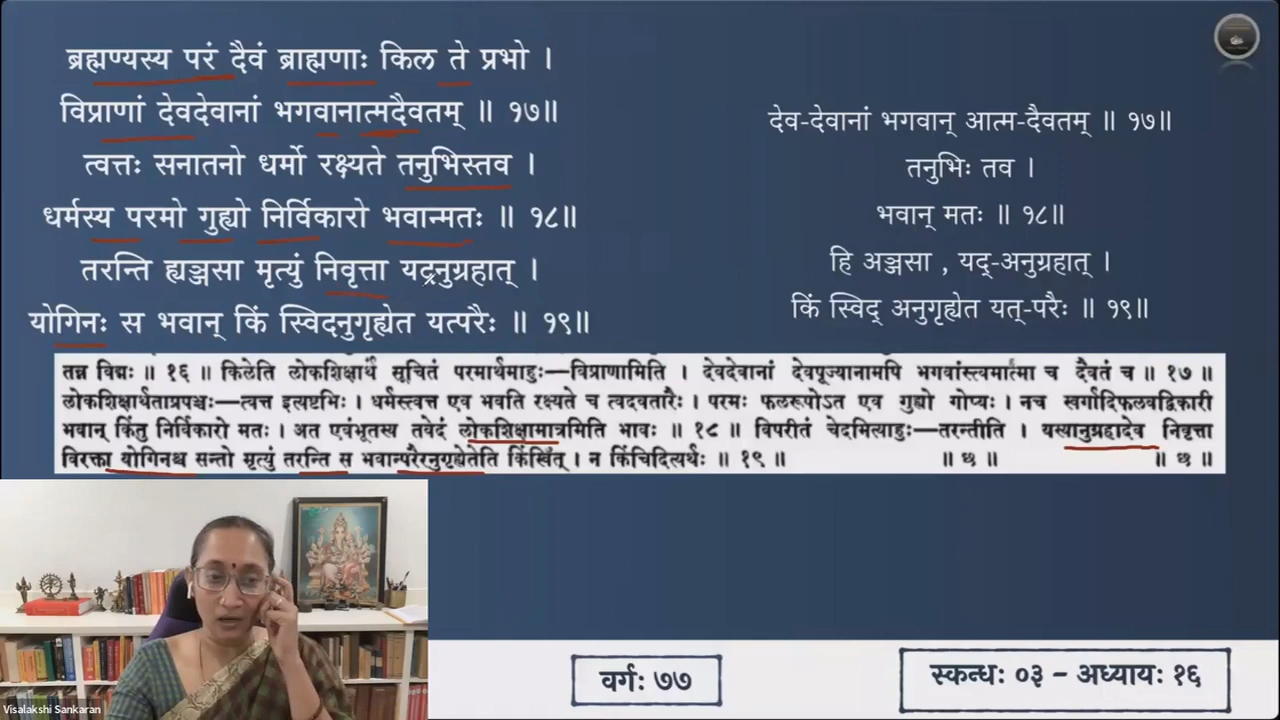 ब्रह्मण्यस्य परं दैवं ब्राह्मणाः किल ते प्रभो ।
विप्राणां देवदेवानां भगवानात्मदैवतम् ॥ १७॥
त्वत्तः सनातनो धर्मो रक्ष्यते तनुभिस्तव ।
धर्मस्य परमो गुह्यो निर्विकारो भवान्मतः ॥ १८॥
तरन्ति ह्यञ्जसा मृत्युं निवृत्ता यदनुग्रहात् ।
योगिनः स भवान् किं स्विदनुगृह्येत यत्परैः ॥ १९॥
देव-देवानां भगवान् आत्म-दैवतम् ॥ १७॥
तनुभिः तव ।
भवान् मतः ॥ १८॥
हि अञ्जसा , यद्-अनुग्रहात् ।
किं स्विद् अनुगृह्येत यत्-परैः ॥ १९॥
तन्न विद्मः ॥ १६ ॥ किलेति लोकशिक्षार्थं सूचितं परमार्थमाहुः—विप्राणामिति । देवदेवानां देवपूज्यानामपि भगवांस्त्वमात्मा च दैवतं च ॥ १७ ॥
लोकशिक्षार्थताप्रपञ्चः—त्वत्त इत्यष्टभिः । धर्मस्त्वत्त एव भवति रक्ष्यते च त्वदवतारैः । परमः फलरूपोऽत एव गुह्यो गोप्यः । नच स्वर्गादिफलवद्विकारी
भवान् किंतु निर्विकारो मतः । अत एवंभूतस्य तवेदं लोकशिक्षामात्रमिति भावः ॥ १८ ॥ विपरीतं चेदमित्याहुः—तरन्तीति । यस्यानुग्रहादेव निवृत्ता
विरक्ता योगिनश्च सन्तो मृत्युं तरन्ति स भवान्परैरनुगृह्येतेति किंस्वित् । न किंचिदित्यर्थः ॥ १९ ॥ ॥ छ ॥ ॥ छ ॥
Visalakshi Sankaran
वर्गः ७७
स्कन्धः ०३ – अध्यायः १६